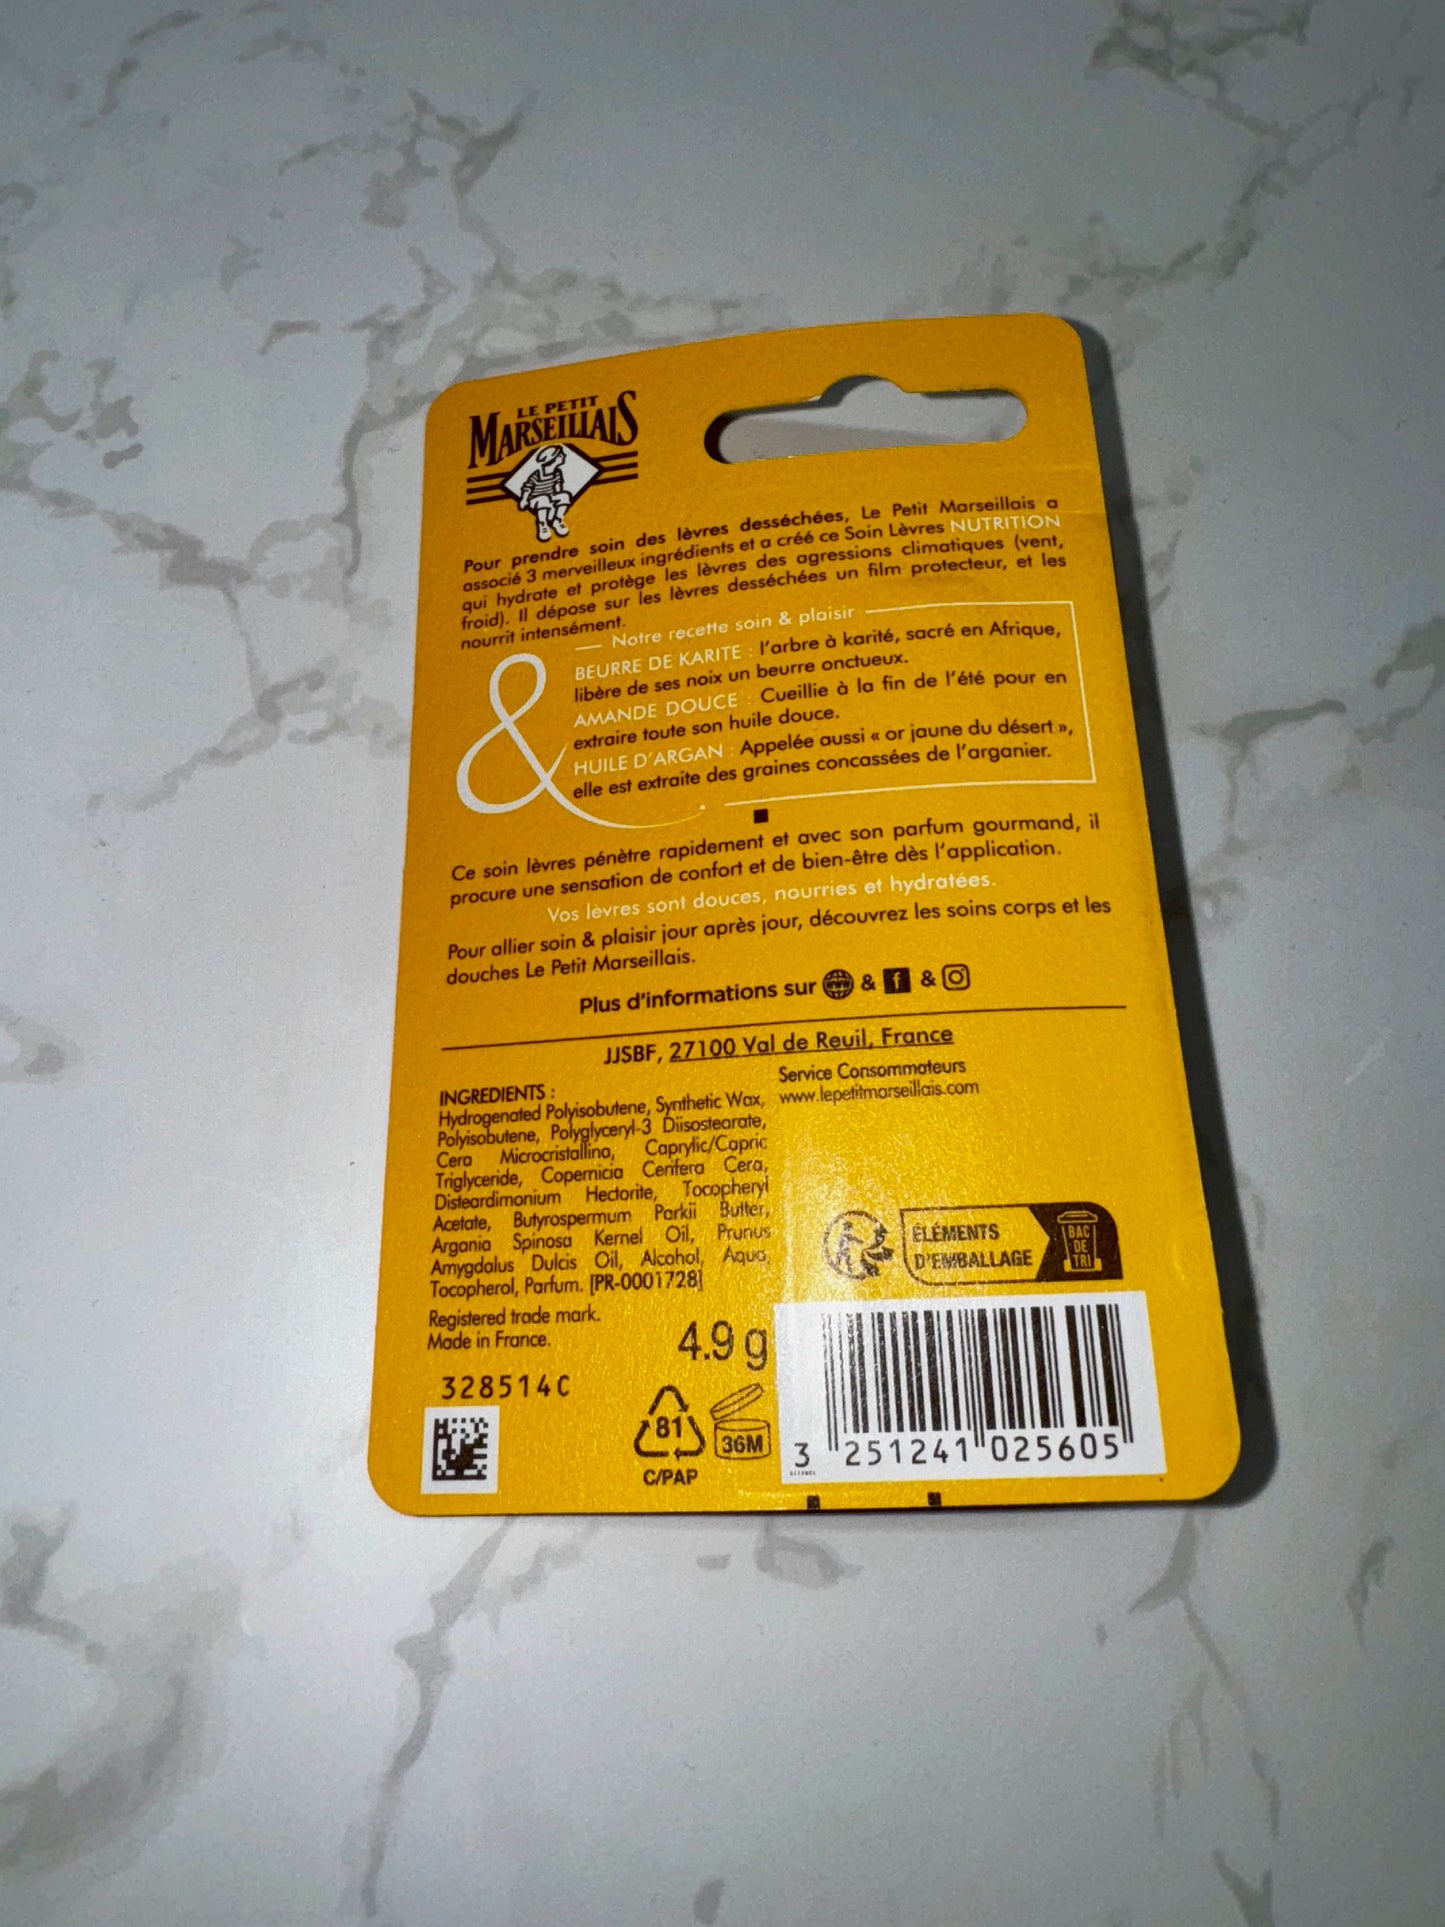 LE PETIT
MARSEILLAIS
Pour prendre soin des lèvres desséchées, Le Petit Marseillais a
associé 3 merveilleux ingrédients et a créé ce Soin Lèvres NUTRITION
qui hydrate et protège les lèvres des agressions climatiques (vent,
froid). Il dépose sur les lèvres desséchées un film protecteur, et les
nourrit intensément.
Notre recette soin & plaisir
&
BEURRE DE KARITE : l'arbre à karité, sacré en Afrique,
libère de ses noix un beurre onctueux.
AMANDE DOUCE : Cueillie à la fin de l'été pour en
extraire toute son huile douce.
HUILE D'ARGAN : Appelée aussi « or jaune du désert »,
elle est extraite des graines concassées de l'arganier.
Ce soin lèvres pénètre rapidement et avec son parfum gourmand, il
procure une sensation de confort et de bien-être dès l'application.
Vos lèvres sont douces, nourries et hydratées.
Pour allier soin & plaisir jour après jour, découvrez les soins corps et les
douches Le Petit Marseillais.
Plus d'informations sur www & f &
JJSBF, 27100 Val de Reuil, France
Service Consommateurs
www.lepetitmarseillais.com
INGREDIENTS :
Hydrogenated Polyisobutene, Synthetic Wax,
Polyisobutene, Polyglyceryl-3 Diisostearate,
Cera Microcristallina, Caprylic/Capric
Triglyceride, Copernicia Cerifera Cera,
Disteardimonium Hectorite, Tocopheryl
Acetate, Butyrospermum Parkii Butter,
Argania Spinosa Kernel Oil, Prunus
Amygdalus Dulcis Oil, Alcohol, Aqua,
Tocopherol, Parfum. [PR-0001728]
Registered trade mark.
Made in France.
4.9 g
328514C
81
C/PAP
36M
ÉLÉMENTS
D'EMBALLAGE
BAC
DE
TRI
3 251241 025605